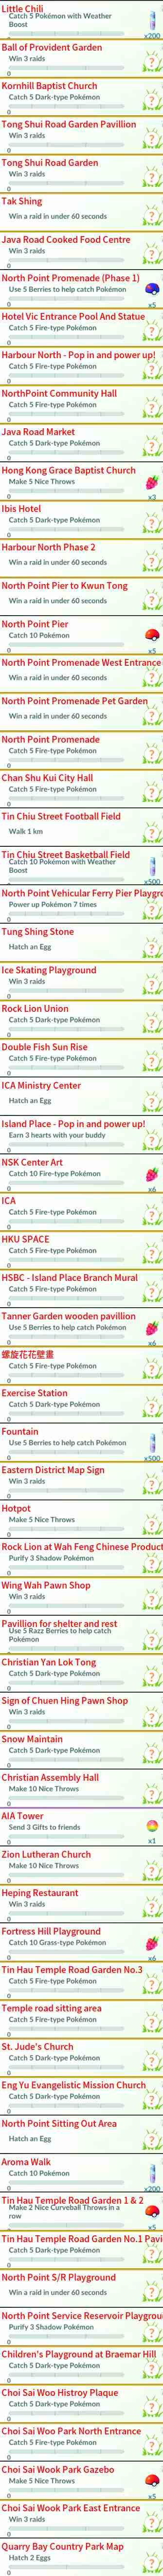 Little Chili
Catch 5 Pokémon with Weather
Boost
0
x200
Ball of Provident Garden
Win 3 raids
?
0
Kornhill Baptist Church
Catch 5 Dark-type Pokémon
?
0
Tong Shui Road Garden Pavillion
Win 3 raids
?
0
Tong Shui Road Garden
Win 3 raids
?
0
Tak Shing
Win a raid in under 60 seconds
?
Java Road Cooked Food Centre
Win 3 raids
?
0
North Point Promenade (Phase 1)
Use 5 Berries to help catch Pokémon
0
x5
Hotel Vic Entrance Pool And Statue
Catch 5 Fire-type Pokémon
?
0
Harbour North - Pop in and power up!
Catch 5 Fire-type Pokémon
?
0
NorthPoint Community Hall
Catch 5 Fire-type Pokémon
?
0
Java Road Market
Catch 5 Dark-type Pokémon
?
0
Hong Kong Grace Baptist Church
Make 5 Nice Throws
0
x3
Ibis Hotel
Catch 5 Dark-type Pokémon
?
0
Harbour North Phase 2
Win a raid in under 60 seconds
?
North Point Pier to Kwun Tong
Win a raid in under 60 seconds
?
North Point Pier
Catch 10 Pokémon
0
x5
North Point Promenade West Entrance
Win a raid in under 60 seconds
?
North Point Promenade Pet Garden
Win a raid in under 60 seconds
?
North Point Promenade
Catch 5 Fire-type Pokémon
?
0
Chan Shu Kui City Hall
Catch 5 Fire-type Pokémon
?
0
Tin Chiu Street Football Field
Walk 1 km
?
Tin Chiu Street Basketball Field
Catch 10 Pokémon with Weather
Boost
0
x500
North Point Vehicular Ferry Pier Playgro
Power up Pokémon 7 times
?
0
Tung Shing Stone
Hatch an Egg
?
Ice Skating Playground
Win 3 raids
?
0
Rock Lion Union
Catch 5 Dark-type Pokémon
?
0
Double Fish Sun Rise
Catch 5 Fire-type Pokémon
?
0
ICA Ministry Center
Hatch an Egg
?
Island Place - Pop in and power up!
Earn 3 hearts with your buddy
?
0
NSK Center Art
Catch 10 Fire-type Pokémon
0
x6
ICA
Catch 5 Fire-type Pokémon
?
0
HKU SPACE
Catch 5 Fire-type Pokémon
?
0
HSBC - Island Place Branch Mural
Catch 5 Fire-type Pokémon
?
0
Tanner Garden wooden pavillion
Use 5 Berries to help catch Pokémon
0
x6
螺旋花花壁畫
Catch 5 Fire-type Pokémon
?
0
Exercise Station
Catch 5 Dark-type Pokémon
?
0
Fountain
Use 5 Berries to help catch Pokémon
0
x500
Eastern District Map Sign
Win 3 raids
?
0
Hotpot
Make 5 Nice Throws
?
0
Rock Lion at Wah Feng Chinese Product
Purify 3 Shadow Pokémon
?
0
Wing Wah Pawn Shop
Win 3 raids
?
0
Pavillion for shelter and rest
Use 5 Razz Berries to help catch
Pokémon
?
0
Christian Yan Lok Tong
Catch 5 Dark-type Pokémon
?
0
Sign of Chuen Hing Pawn Shop
Win 3 raids
?
0
Snow Maintain
Catch 5 Dark-type Pokémon
?
0
Christian Assembly Hall
Make 10 Nice Throws
?
0
AIA Tower
Send 3 Gifts to friends
0
x1
Zion Lutheran Church
Make 10 Nice Throws
?
0
Heping Restaurant
Win 3 raids
?
0
Fortress Hill Playground
Catch 10 Grass-type Pokémon
0
x6
Tin Hau Temple Road Garden No.3
Catch 5 Fire-type Pokémon
?
0
Temple road sitting area
Catch 5 Fire-type Pokémon
?
0
St. Jude's Church
Catch 5 Dark-type Pokémon
?
0
Eng Yu Evangelistic Mission Church
Catch 5 Dark-type Pokémon
?
0
North Point Sitting Out Area
Hatch an Egg
?
Aroma Walk
Catch 10 Pokémon
0
x200
Tin Hau Temple Road Garden 1 & 2
Make 2 Nice Curveball Throws in a
row
0
x5
Tin Hau Temple Road Garden No.1 Pavi
Catch 5 Dark-type Pokémon
?
0
North Point S/R Playground
Win a raid in under 60 seconds
?
North Point Service Reservoir Playgrou
Purify 3 Shadow Pokémon
?
0
Children's Playground at Braemar Hill
Catch 5 Dark-type Pokémon
?
0
Choi Sai Woo Histroy Plaque
Catch 5 Dark-type Pokémon
?
0
Choi Sai Woo Park North Entrance
Catch 5 Fire-type Pokémon
?
0
Choi Sai Wook Park Gazebo
Make 5 Nice Throws
0
x5
Choi Sai Wook Park East Entrance
Win 3 raids
?
0
Quarry Bay Country Park Map
Hatch 2 Eggs
?
0